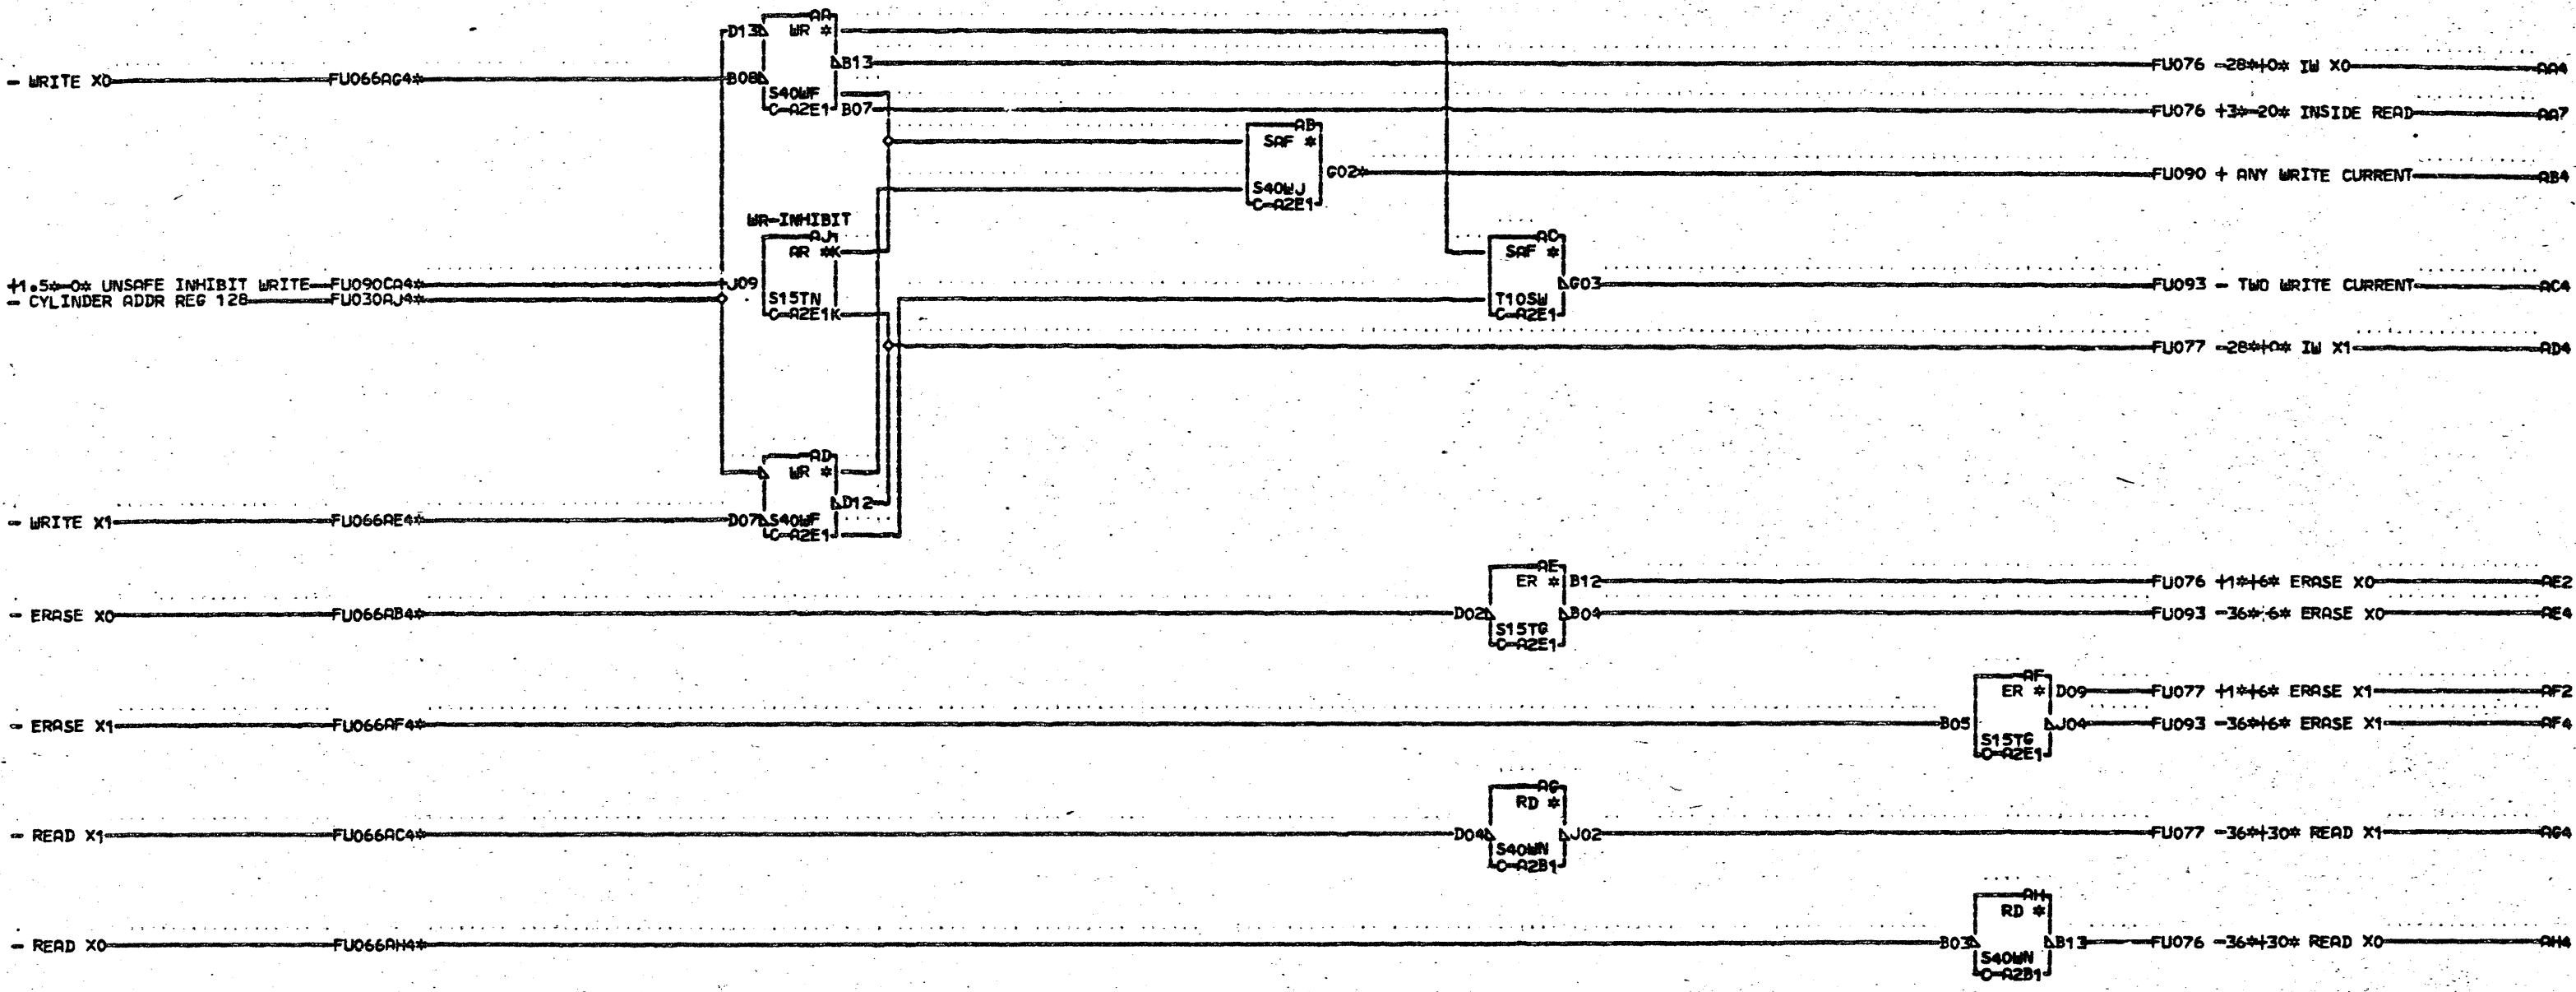 AA
D13 WR *
- WRITE X0 FU066AG4* B08 B13 FU076 -28*+0* IW X0 AA4
S40WF
C-A2E1 B07 FU076 +3*-20* INSIDE READ AA7
AB
SAF *
G02* FU090 + ANY WRITE CURRENT AB4
S40WJ
C-A2E1
WR-INHIBIT
AJ
AR *K
AC
SAF *
+1.5*-0* UNSAFE INHIBIT WRITE FU090CA4* J09 G03 FU093 - TWO WRITE CURRENT AC4
- CYLINDER ADDR REG 128 FU030AJ4*
S15TN
C-A2E1K
T10SW
C-A2E1
FU077 -28*+0* IW X1 AD4
AD
WR *
D12
- WRITE X1 FU066AE4* D07 S40WF
C-A2E1
AE
ER * B12 FU076 +1*+6* ERASE X0 AE2
- ERASE X0 FU066AB4* D02 B04 FU093 -36*+6* ERASE X0 AE4
S15TG
C-A2E1
AF
ER * D09 FU077 +1*+6* ERASE X1 AF2
- ERASE X1 FU066AF4* B05 J04 FU093 -36*+6* ERASE X1 AF4
S15TG
C-A2E1
AG
RD *
- READ X1 FU066AC4* D04 J02 FU077 -36*+30* READ X1 AG4
S40WN
C-A2B1
AH
RD *
- READ X0 FU066AH4* B03 B13 FU076 -36*+30* READ X0 AH4
S40WN
C-A2B1